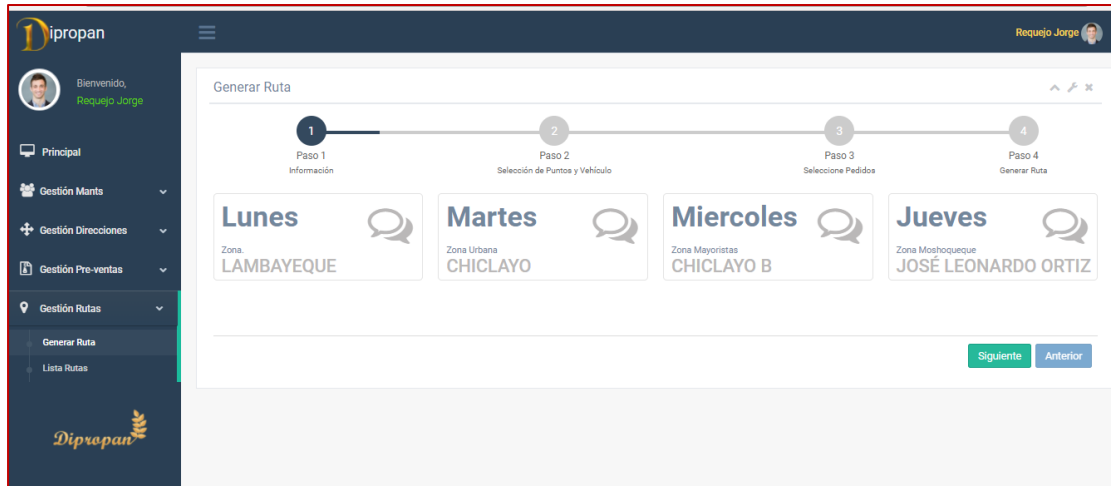 Dipropan
Requejo Jorge
Bienvenido,
Requejo Jorge
Principal
Gestión Mants
Gestión Direcciones
Gestión Pre-ventas
Gestión Rutas
Generar Ruta
Lista Rutas
Dipropan
Generar Ruta
1
2
3
4
Paso 1
Información
Paso 2
Selección de Puntos y Vehículo
Paso 3
Seleccione Pedidos
Paso 4
Generar Ruta
Lunes
Zona.
LAMBAYEQUE
Martes
Zona Urbana
CHICLAYO
Miercoles
Zona Mayoristas
CHICLAYO B
Jueves
Zona Moshoqueque
JOSÉ LEONARDO ORTIZ
Siguiente
Anterior